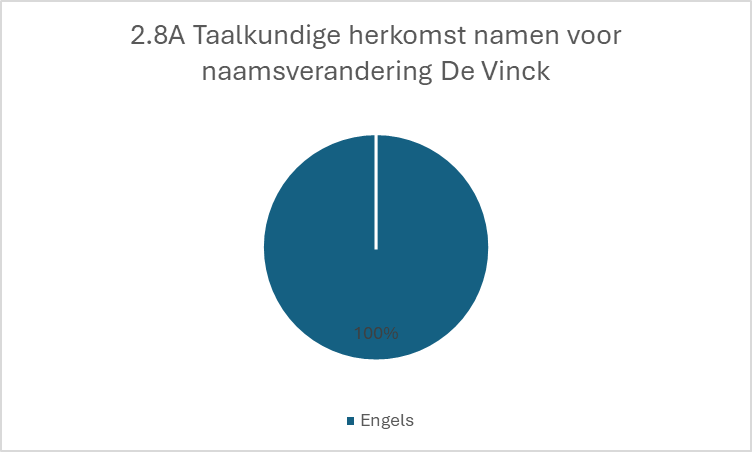 2.8A Taalkundige herkomst namen voor
naamsverandering De Vinck
100%
Engels